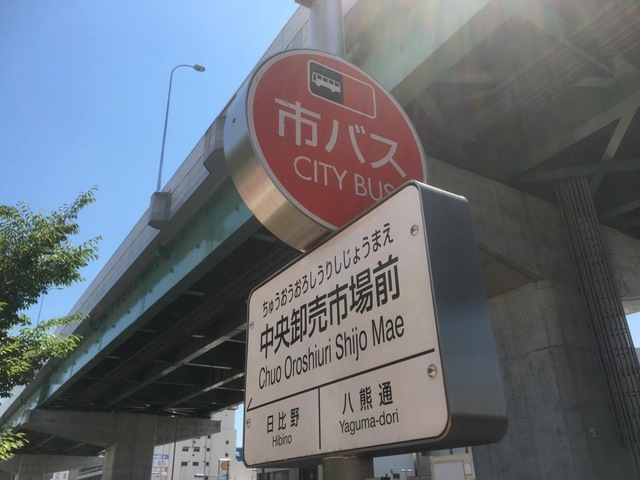 市バス
CITY BUS
ちゅうおうおろしうりしじょうまえ
中央卸売市場前
Chuo Oroshiuri Shijo Mae
日比野
Hibino
八熊通
Yaguma-dori